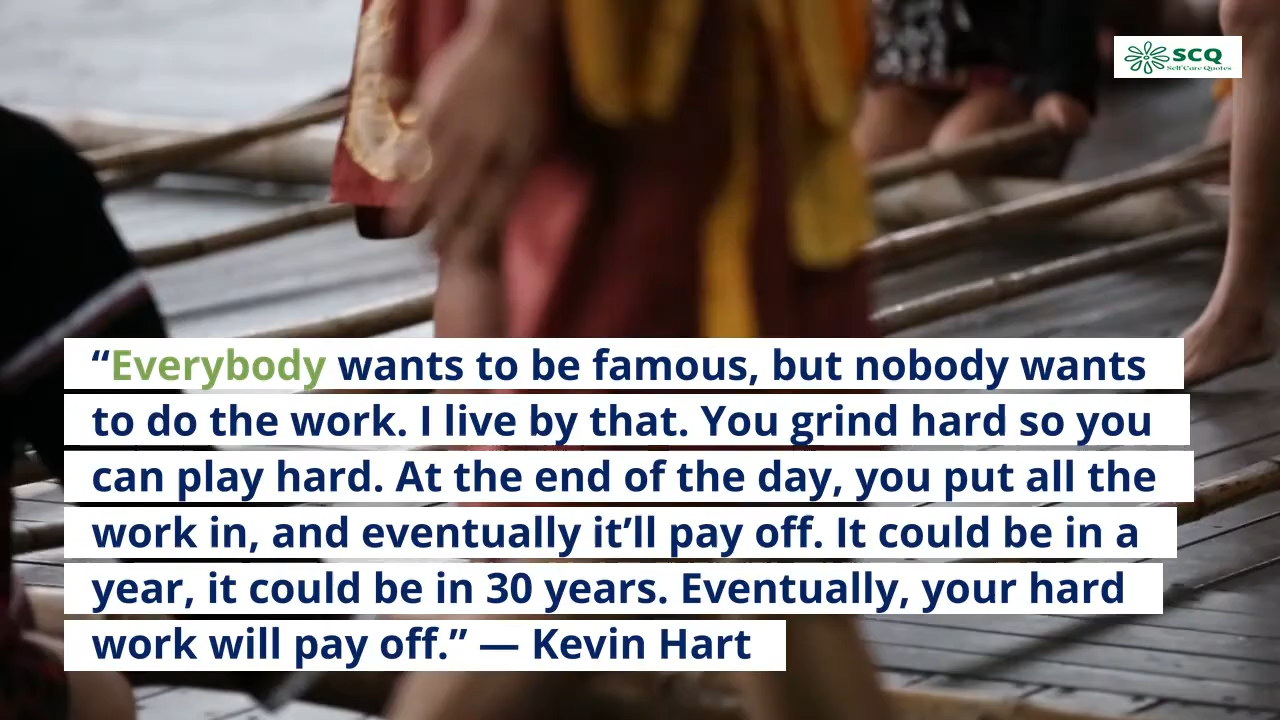 SCQ
Self Care Quotes
“Everybody wants to be famous, but nobody wants
to do the work. I live by that. You grind hard so you
can play hard. At the end of the day, you put all the
work in, and eventually it’ll pay off. It could be in a
year, it could be in 30 years. Eventually, your hard
work will pay off.” — Kevin Hart